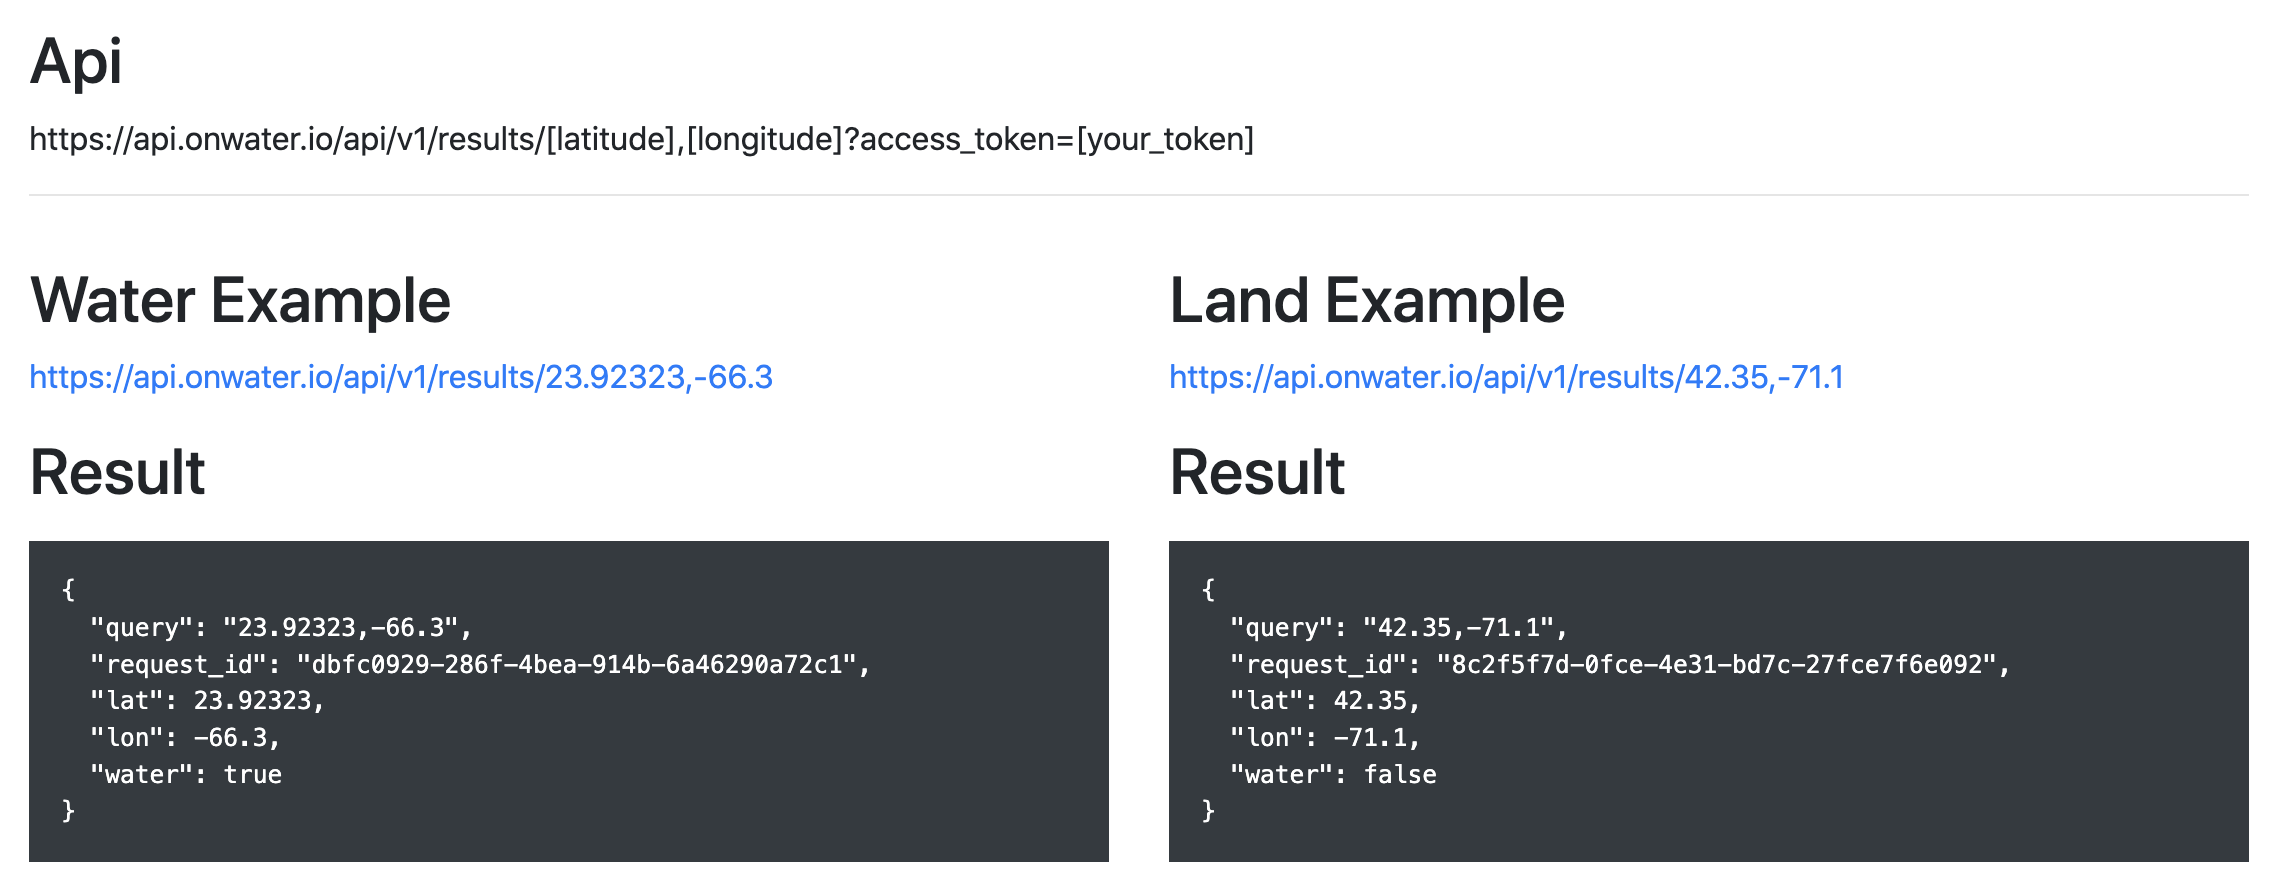 Api
https://api.onwater.io/api/v1/results/[latitude],[longitude]?access_token=[your_token]
Water Example
https://api.onwater.io/api/v1/results/23.92323,-66.3
Result
{
  "query": "23.92323,-66.3",
  "request_id": "dbfc0929-286f-4bea-914b-6a46290a72c1",
  "lat": 23.92323,
  "lon": -66.3,
  "water": true
}
Land Example
https://api.onwater.io/api/v1/results/42.35,-71.1
Result
{
  "query": "42.35,-71.1",
  "request_id": "8c2f5f7d-0fce-4e31-bd7c-27fce7f6e092",
  "lat": 42.35,
  "lon": -71.1,
  "water": false
}